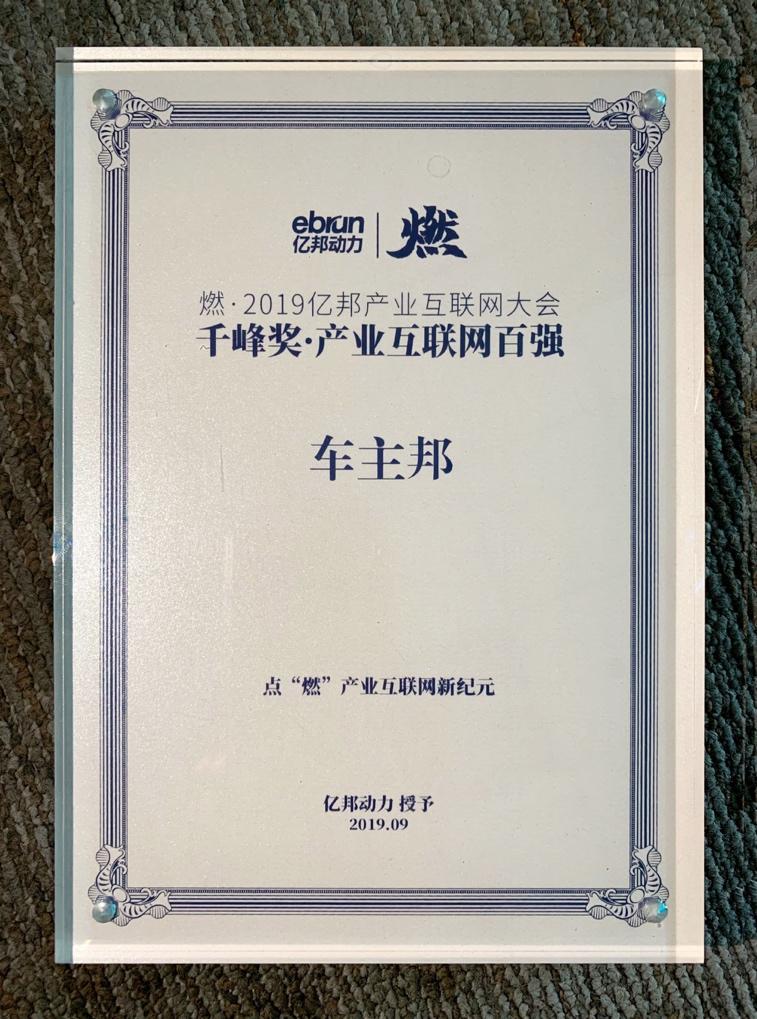 ebrun
亿邦动力
燃
燃·2019亿邦产业互联网大会
千峰奖·产业互联网百强
车主邦
点“燃”产业互联网新纪元
亿邦动力 授予
2019.09